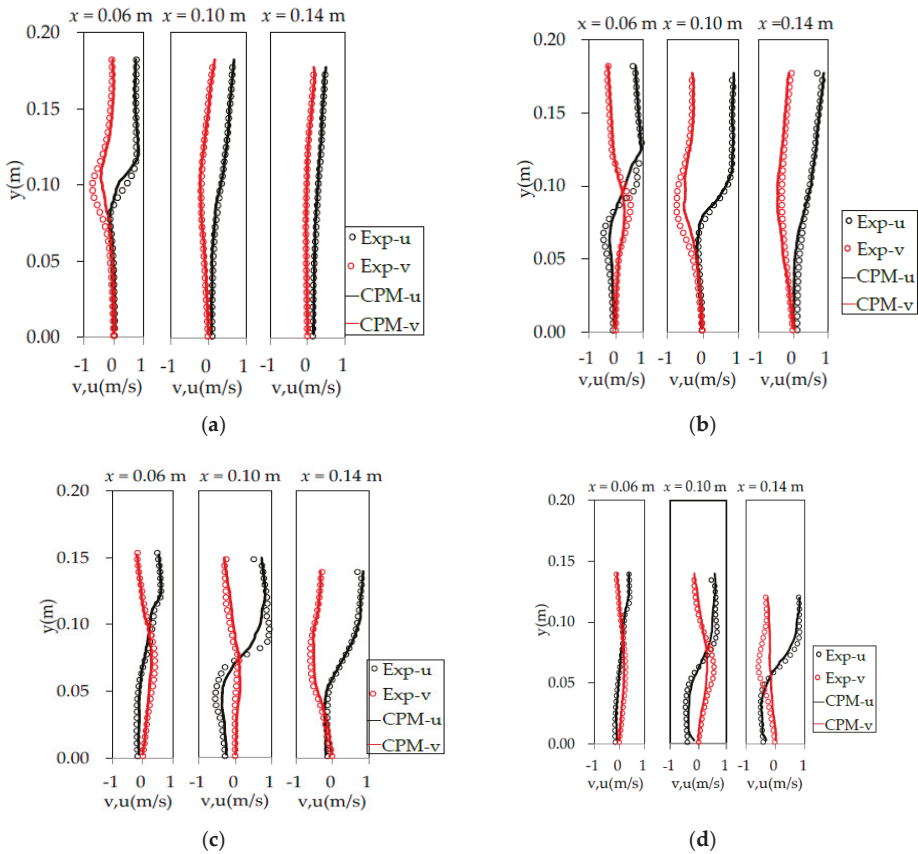 x = 0.06 m x = 0.10 m x = 0.14 m
0.20
0.15
0.10
0.05
0.00
y(m)
Exp-u
Exp-v
CPM-u
CPM-v
-1 0 1 0 1 0 1
v,u(m/s) v,u(m/s) v,u(m/s)
(a)
x = 0.06 m x = 0.10 m x =0.14 m
0.20
0.15
0.10
0.05
0.00
y(m)
Exp-u
Exp-v
CPM-u
CPM-v
-1 0 1 0 1 0 1
v,u(m/s) v,u(m/s) v,u(m/s)
(b)
x = 0.06 m x = 0.10 m x = 0.14 m
0.20
0.15
0.10
0.05
0.00
y(m)
Exp-u
Exp-v
CPM-u
CPM-v
-1 0 1 -1 0 1 -1 0 1
v,u(m/s) v,u(m/s) v,u(m/s)
(c)
x = 0.06 m x = 0.10 m x = 0.14 m
0.20
0.15
0.10
0.05
0.00
y(m)
Exp-u
Exp-v
CPM-u
CPM-v
-1 0 1 -1 0 1 -1 0 1
v,u(m/s) v,u(m/s) v,u(m/s)
(d)